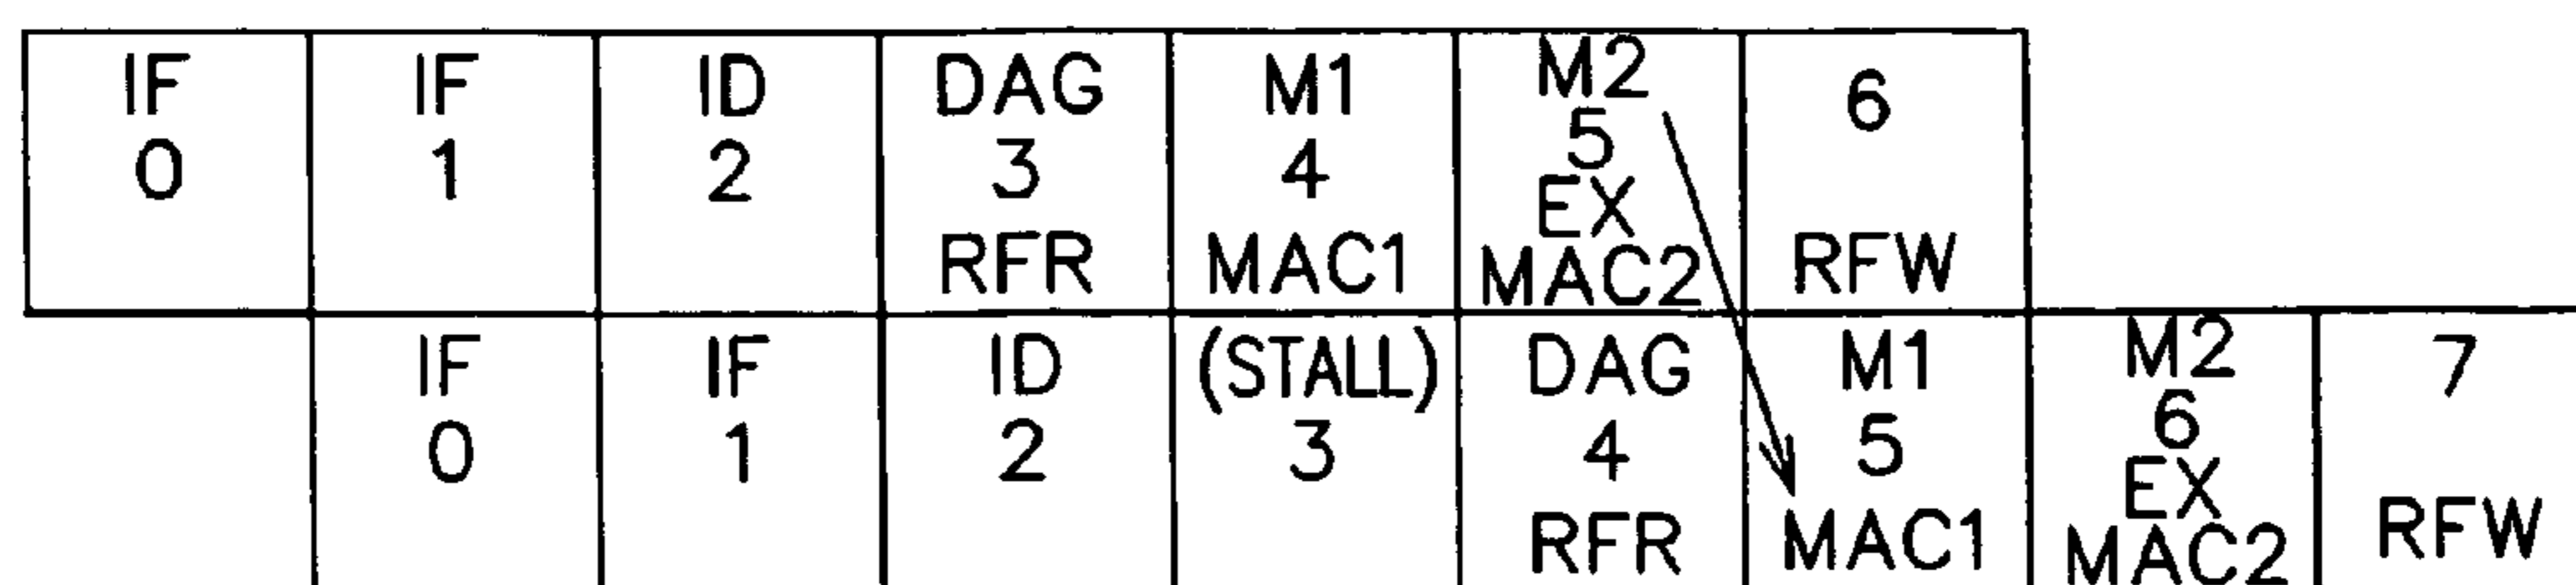 IF IF ID DAG M1 M2 6
0 1 2 3 4 5
EX
RFR MAC1 MAC2 RFW
IF IF ID (STALL) DAG M1 M2 7
0 1 2 3 4 5 6
EX
RFR MAC1 MAC2 RFW